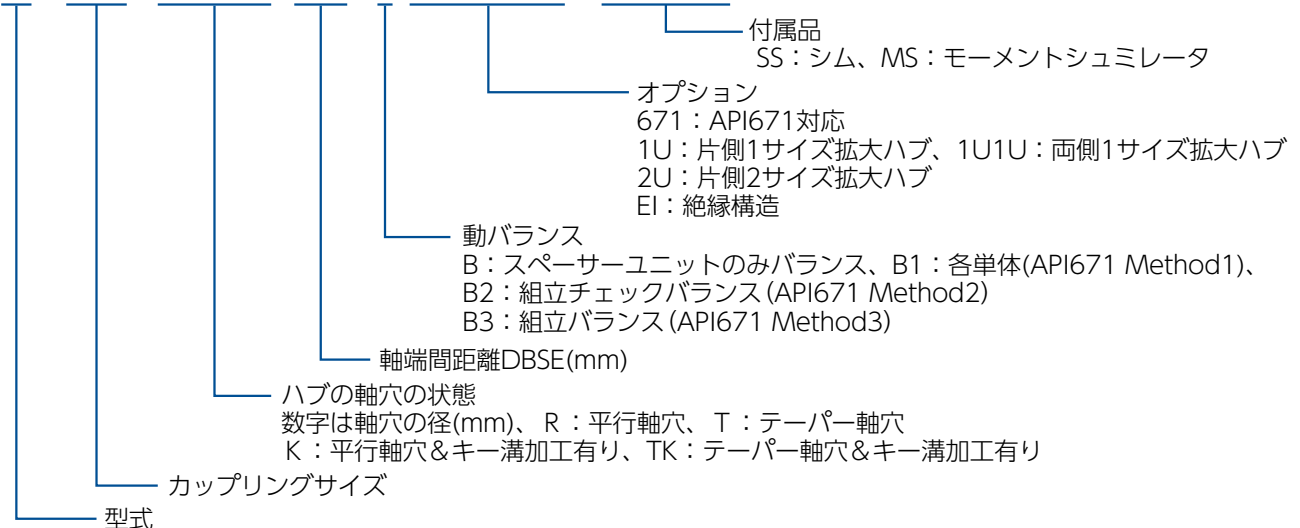 付属品
SS：シム、MS：モーメントシュミレータ
オプション
671：API671対応
1U：片側1サイズ拡大ハブ、1U1U：両側1サイズ拡大ハブ
2U：片側2サイズ拡大ハブ
EI：絶縁構造
動バランス
B：スペーサーユニットのみバランス、B1：各単体(API671 Method1)、
B2：組立チェックバランス(API671 Method2)
B3：組立バランス(API671 Method3)
軸端間距離DBSE(mm)
ハブの軸穴の状態
数字は軸穴の径(mm)、R：平行軸穴、T：テーパー軸穴
K：平行軸穴＆キー溝加工有り、TK：テーパー軸穴＆キー溝加工有り
カップリングサイズ
型式